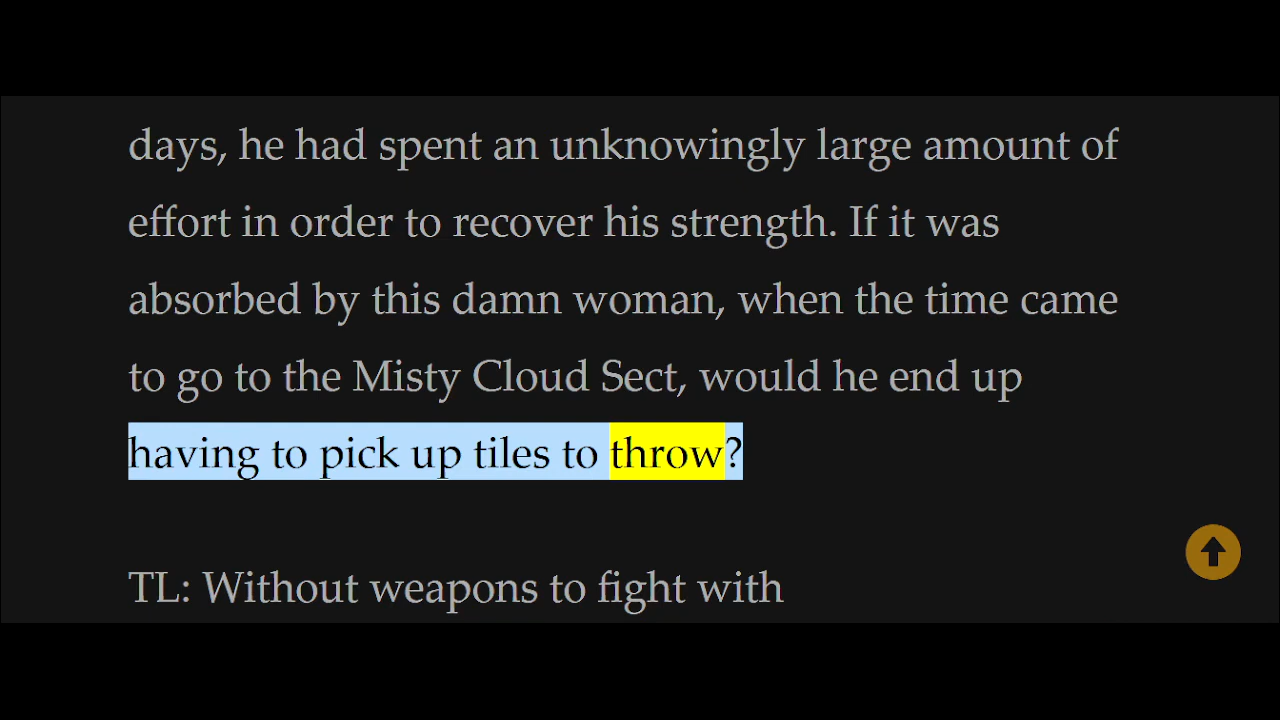 days, he had spent an unknowingly large amount of
effort in order to recover his strength. If it was
absorbed by this damn woman, when the time came
to go to the Misty Cloud Sect, would he end up
having to pick up tiles to throw?
TL: Without weapons to fight with